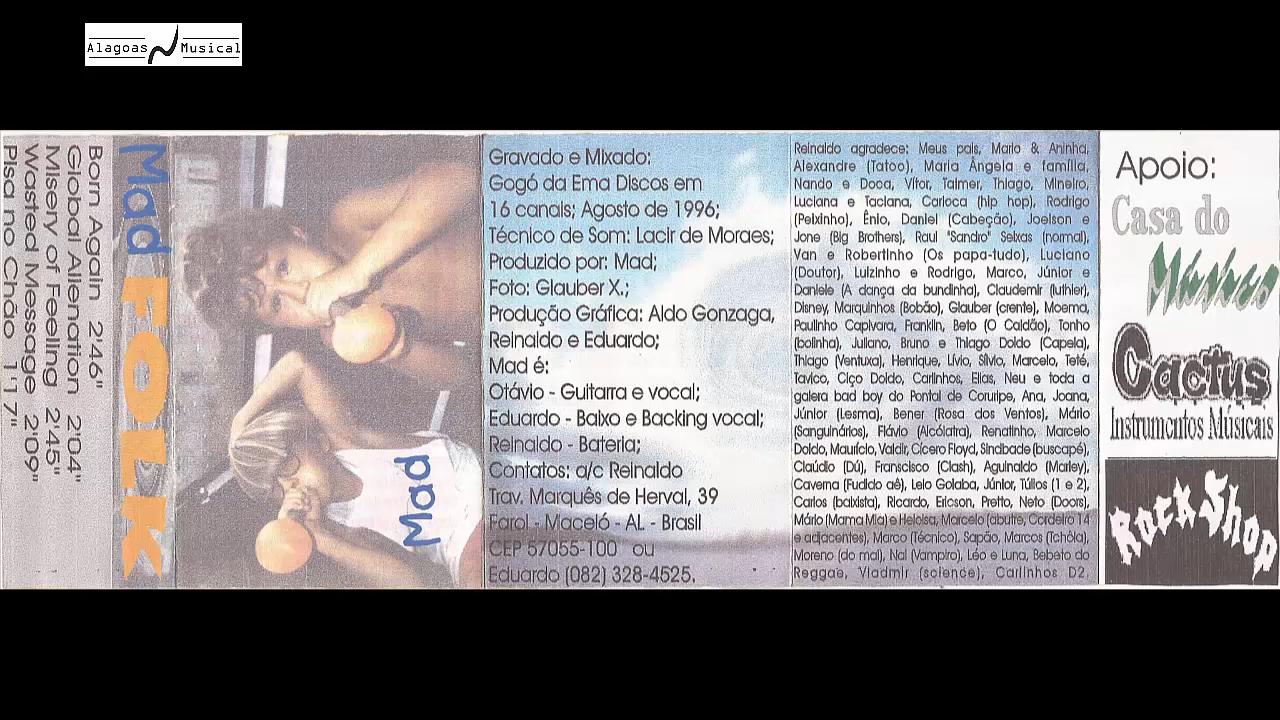 Alagoas Musical
Born Again 2'46"
Global Alienation 2'04"
Misery of Feeling 2'45"
Wasted Message 2'09"
Pisa no Chão 1'17"
Mad FOLK
Mad
Gravado e Mixado:
Gogó da Ema Discos em
16 canais; Agosto de 1996;
Técnico de Som: Lacir de Moraes;
Produzido por: Mad;
Foto: Glauber X.;
Produção Gráfica: Aldo Gonzaga,
Reinaldo e Eduardo;
Mad é:
Otávio - Guitarra e vocal;
Eduardo - Baixo e Backing vocal;
Reinaldo - Bateria;
Contatos: a/c Reinaldo
Trav. Marquês de Herval, 39
Farol - Maceió - AL - Brasil
CEP 57055-100 ou
Eduardo (082) 328-4525.
Reinaldo agradece: Meus pais, Mario & Aninha,
Alexandre (Tatoo), Maria Ângela e família,
Nando e Doca, Vítor, Taimer, Thiago, Mineiro,
Luciana e Taciana, Carioca (hip hop), Rodrigo
(Peixinho), Ênio, Daniel (Cabeção), Joelson e
Jone (Big Brothers), Raul "Sandro" Seixas (normal),
Van e Robertinho (Os papa-tudo), Luciano
(Doutor), Luizinho e Rodrigo, Marco, Júnior e
Daniele (A dança da bundinha), Claudemir (luthier),
Disney, Marquinhos (Bobão), Glauber (crente), Moema,
Paulinho Capivara, Franklin, Beto (O Caldão), Tonho
(bolinha), Juliano, Bruno e Thiago Doldo (Capela),
Thiago (Ventuxa), Henrique, Lívio, Sílvio, Marcelo, Teté,
Tavico, Ciço Doido, Carlinhos, Elias, Neu e toda a
galera bad boy do Pontal de Coruripe, Ana, Joana,
Júnior (Lesma), Bener (Rosa dos Ventos), Mário
(Sanguinários), Flávio (Alcólatra), Renatinho, Marcelo
Doldo, Maurício, Valdir, Cícero Floyd, Sindbade (buscapé),
Claúdio (Dú), Franscisco (Clash), Aguinaldo (Marley),
Caverna (Fudido aê), Leio Golaba, Júnior, Túlios (1 e 2),
Carlos (baixista), Ricardo, Ericson, Pretto, Neto (Doors),
Mário (Mama Mia) e Heloisa, Marcelo (abutre, Cordeiro 14
e adjacentes), Marco (Técnico), Sapão, Marcos (Tchôla),
Moreno (do mal), Nal (Vampiro), Léo e Luna, Bebeto do
Reggae, Vladmir (science), Carlinhos D2.
Apoio:
Casa do
Músico
Cactus
Instrumentos Músicais
Rock Shop